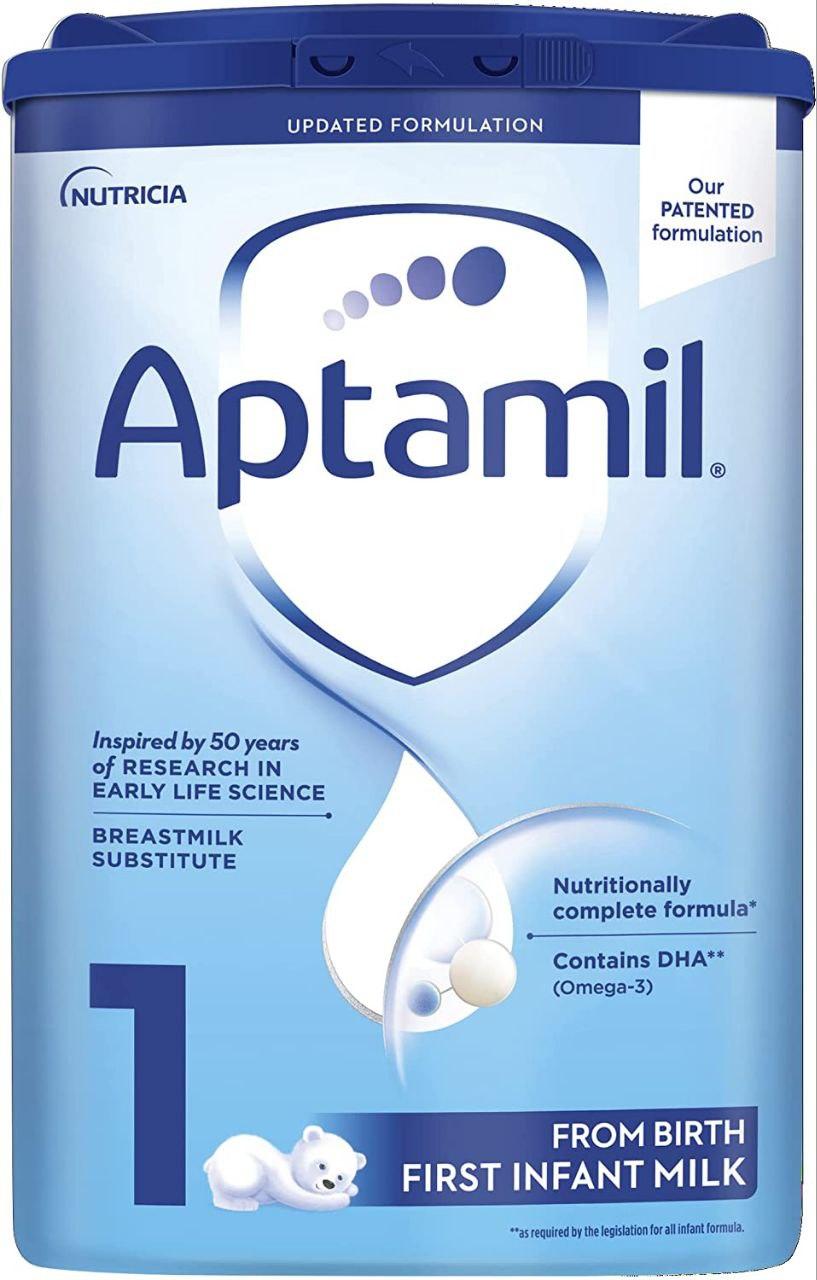 UPDATED FORMULATION
NUTRICIA
Our
PATENTED
formulation
Aptamil®
Inspired by 50 years
of RESEARCH IN
EARLY LIFE SCIENCE
BREASTMILK
SUBSTITUTE
Nutritionally
complete formula*
Contains DHA**
(Omega-3)
1
FROM BIRTH
FIRST INFANT MILK
**as required by the legislation for all infant formula.